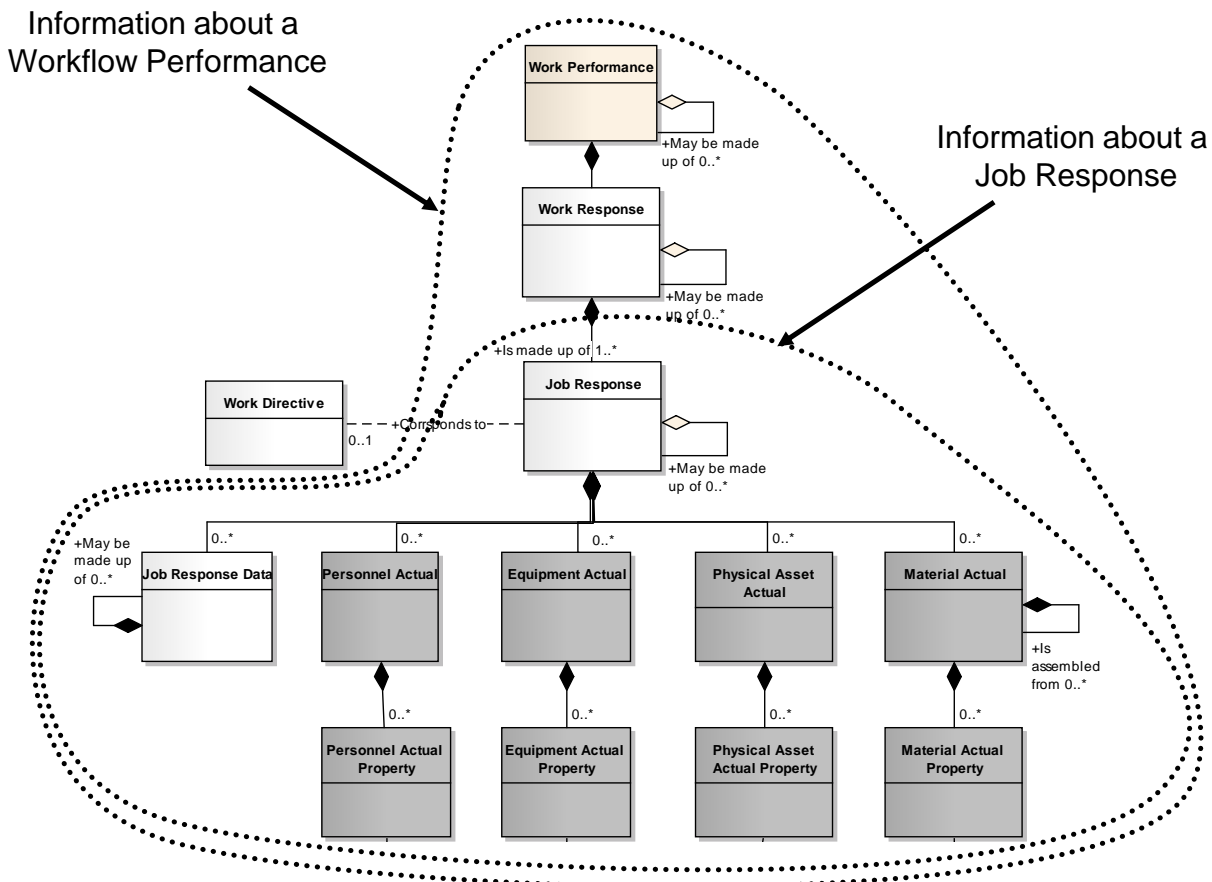 Information about a
Workflow Performance
Work Performance
+May be made
up of 0..*
Information about a
Job Response
Work Response
+May be made
up of 0..*
+Is made up of 1..*
Job Response
Work Directive
+Corrsponds to
0..1
+May be made
up of 0..*
+May be
made up
of 0..*
0..*
0..*
0..*
0..*
0..*
Job Response Data
Personnel Actual
Equipment Actual
Physical Asset
Actual
Material Actual
+Is
assembled
from 0..*
0..*
0..*
0..*
0..*
Personnel Actual
Property
Equipment Actual
Property
Physical Asset
Actual Property
Material Actual
Property